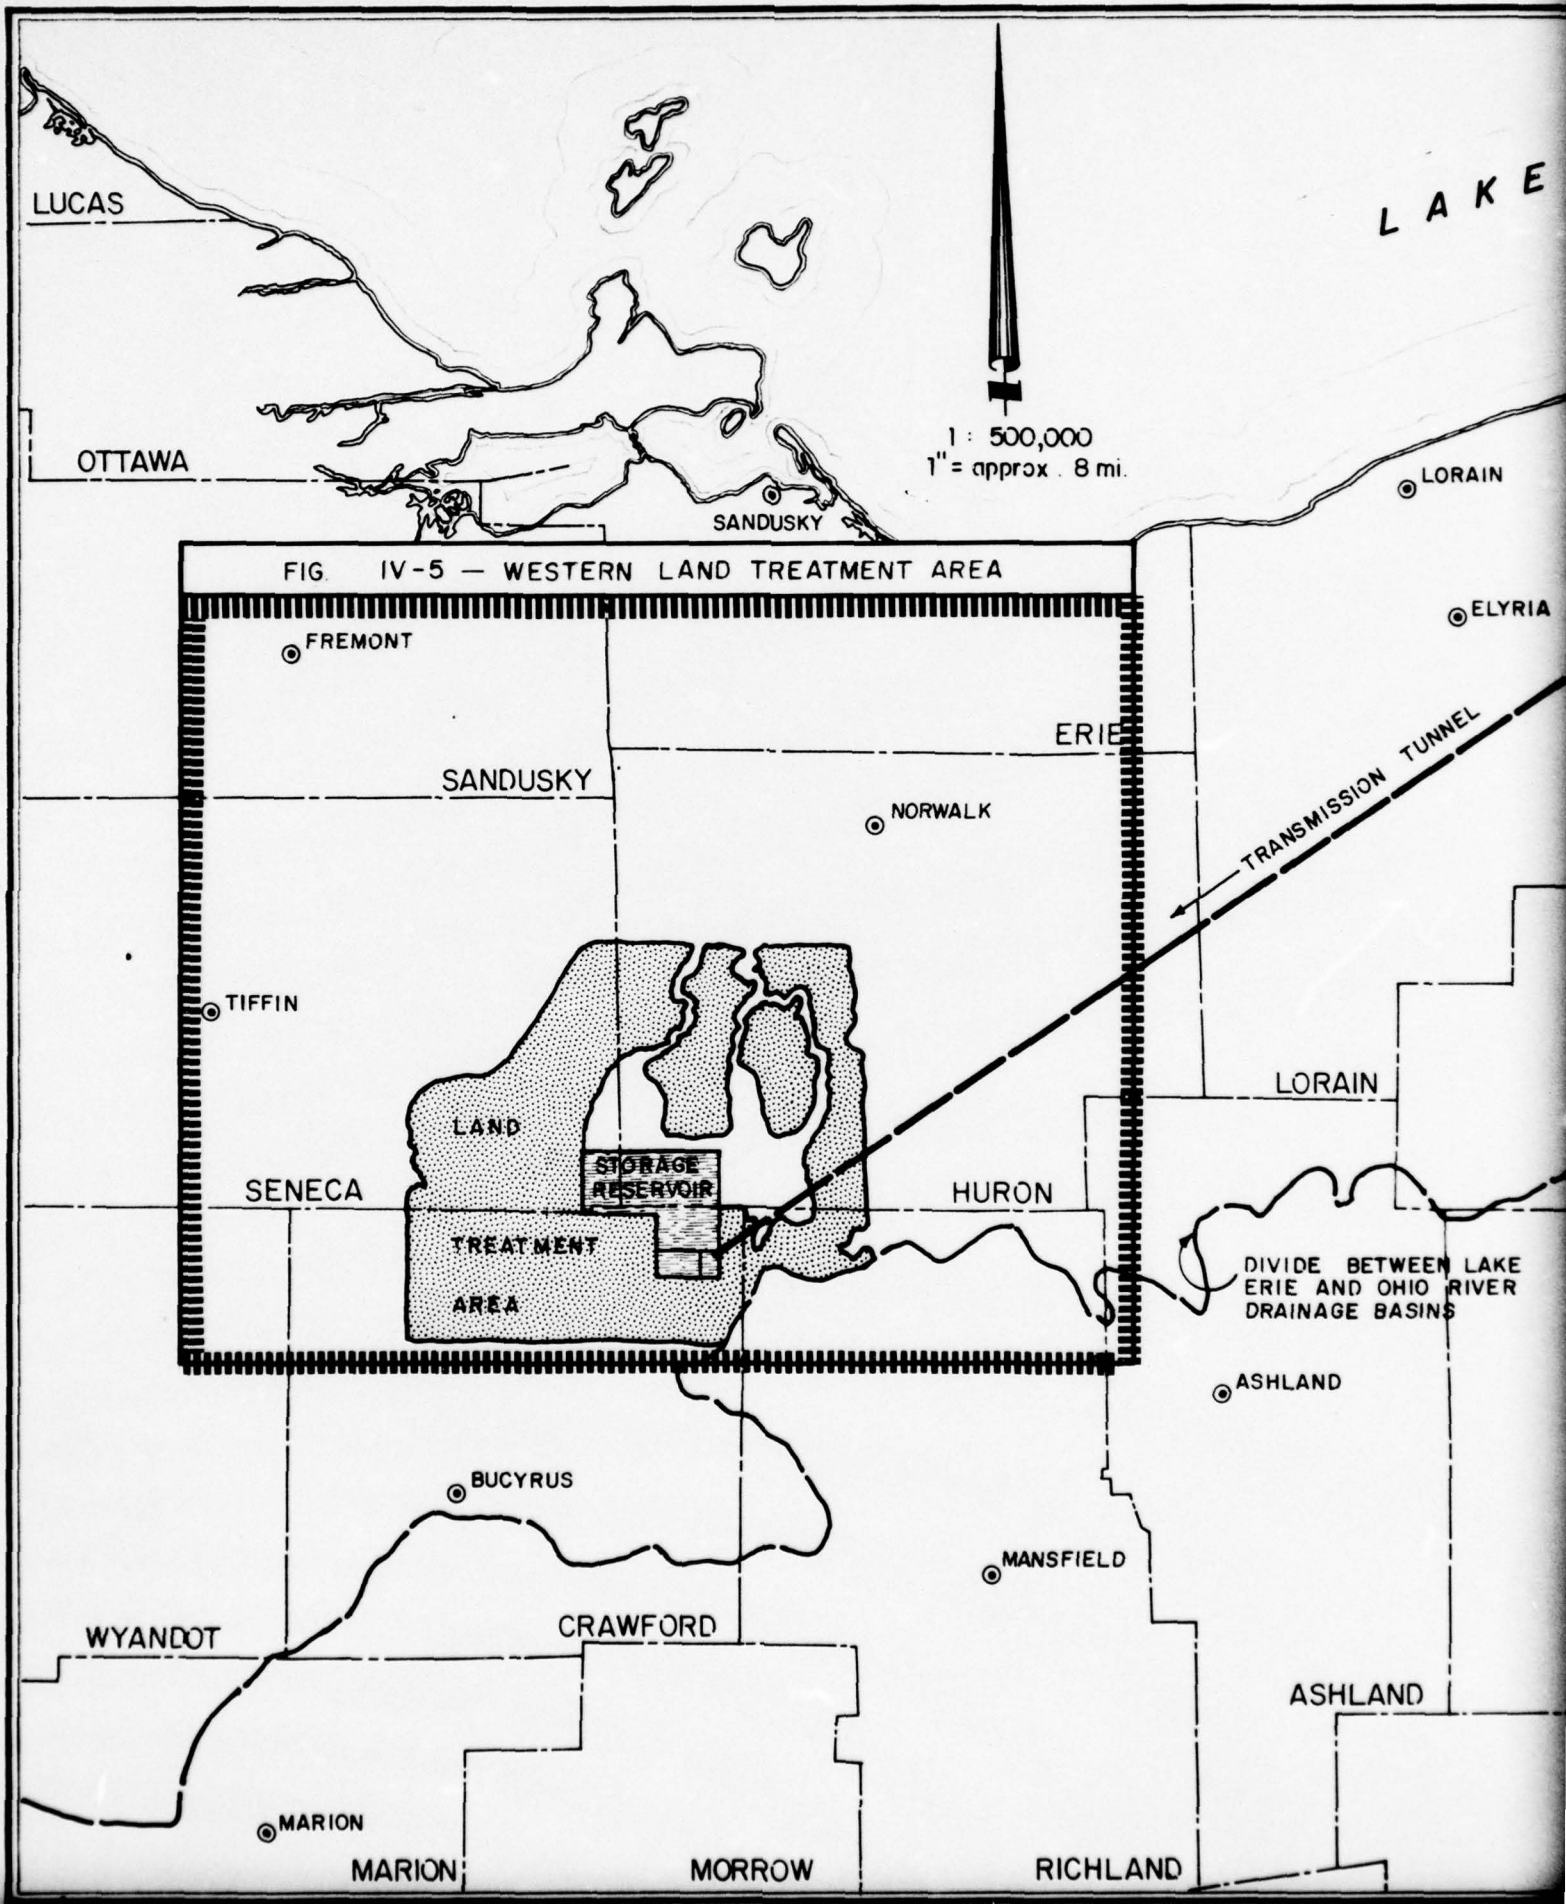 LUCAS
LAKE
1 : 500,000
1" = approx . 8 mi.
OTTAWA
LORAIN
SANDUSKY
FIG. IV-5 — WESTERN LAND TREATMENT AREA
ELYRIA
FREMONT
ERIE
TRANSMISSION TUNNEL
SANDUSKY
NORWALK
TIFFIN
LORAIN
LAND
STORAGE
RESERVOIR
SENECA
HURON
TREATMENT
AREA
DIVIDE BETWEEN LAKE
ERIE AND OHIO RIVER
DRAINAGE BASINS
ASHLAND
BUCYRUS
MANSFIELD
CRAWFORD
WYANDOT
ASHLAND
MARION
MARION
MORROW
RICHLAND